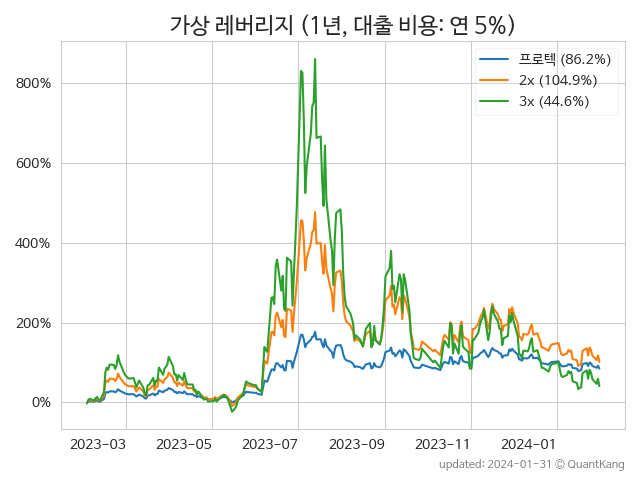 가상 레버리지 (1년, 대출 비용: 연 5%)
프로텍 (86.2%)
2x (104.9%)
3x (44.6%)
800%
600%
400%
200%
0%
2023-03 2023-05 2023-07 2023-09 2023-11 2024-01
updated: 2024-01-31 © QuantKang